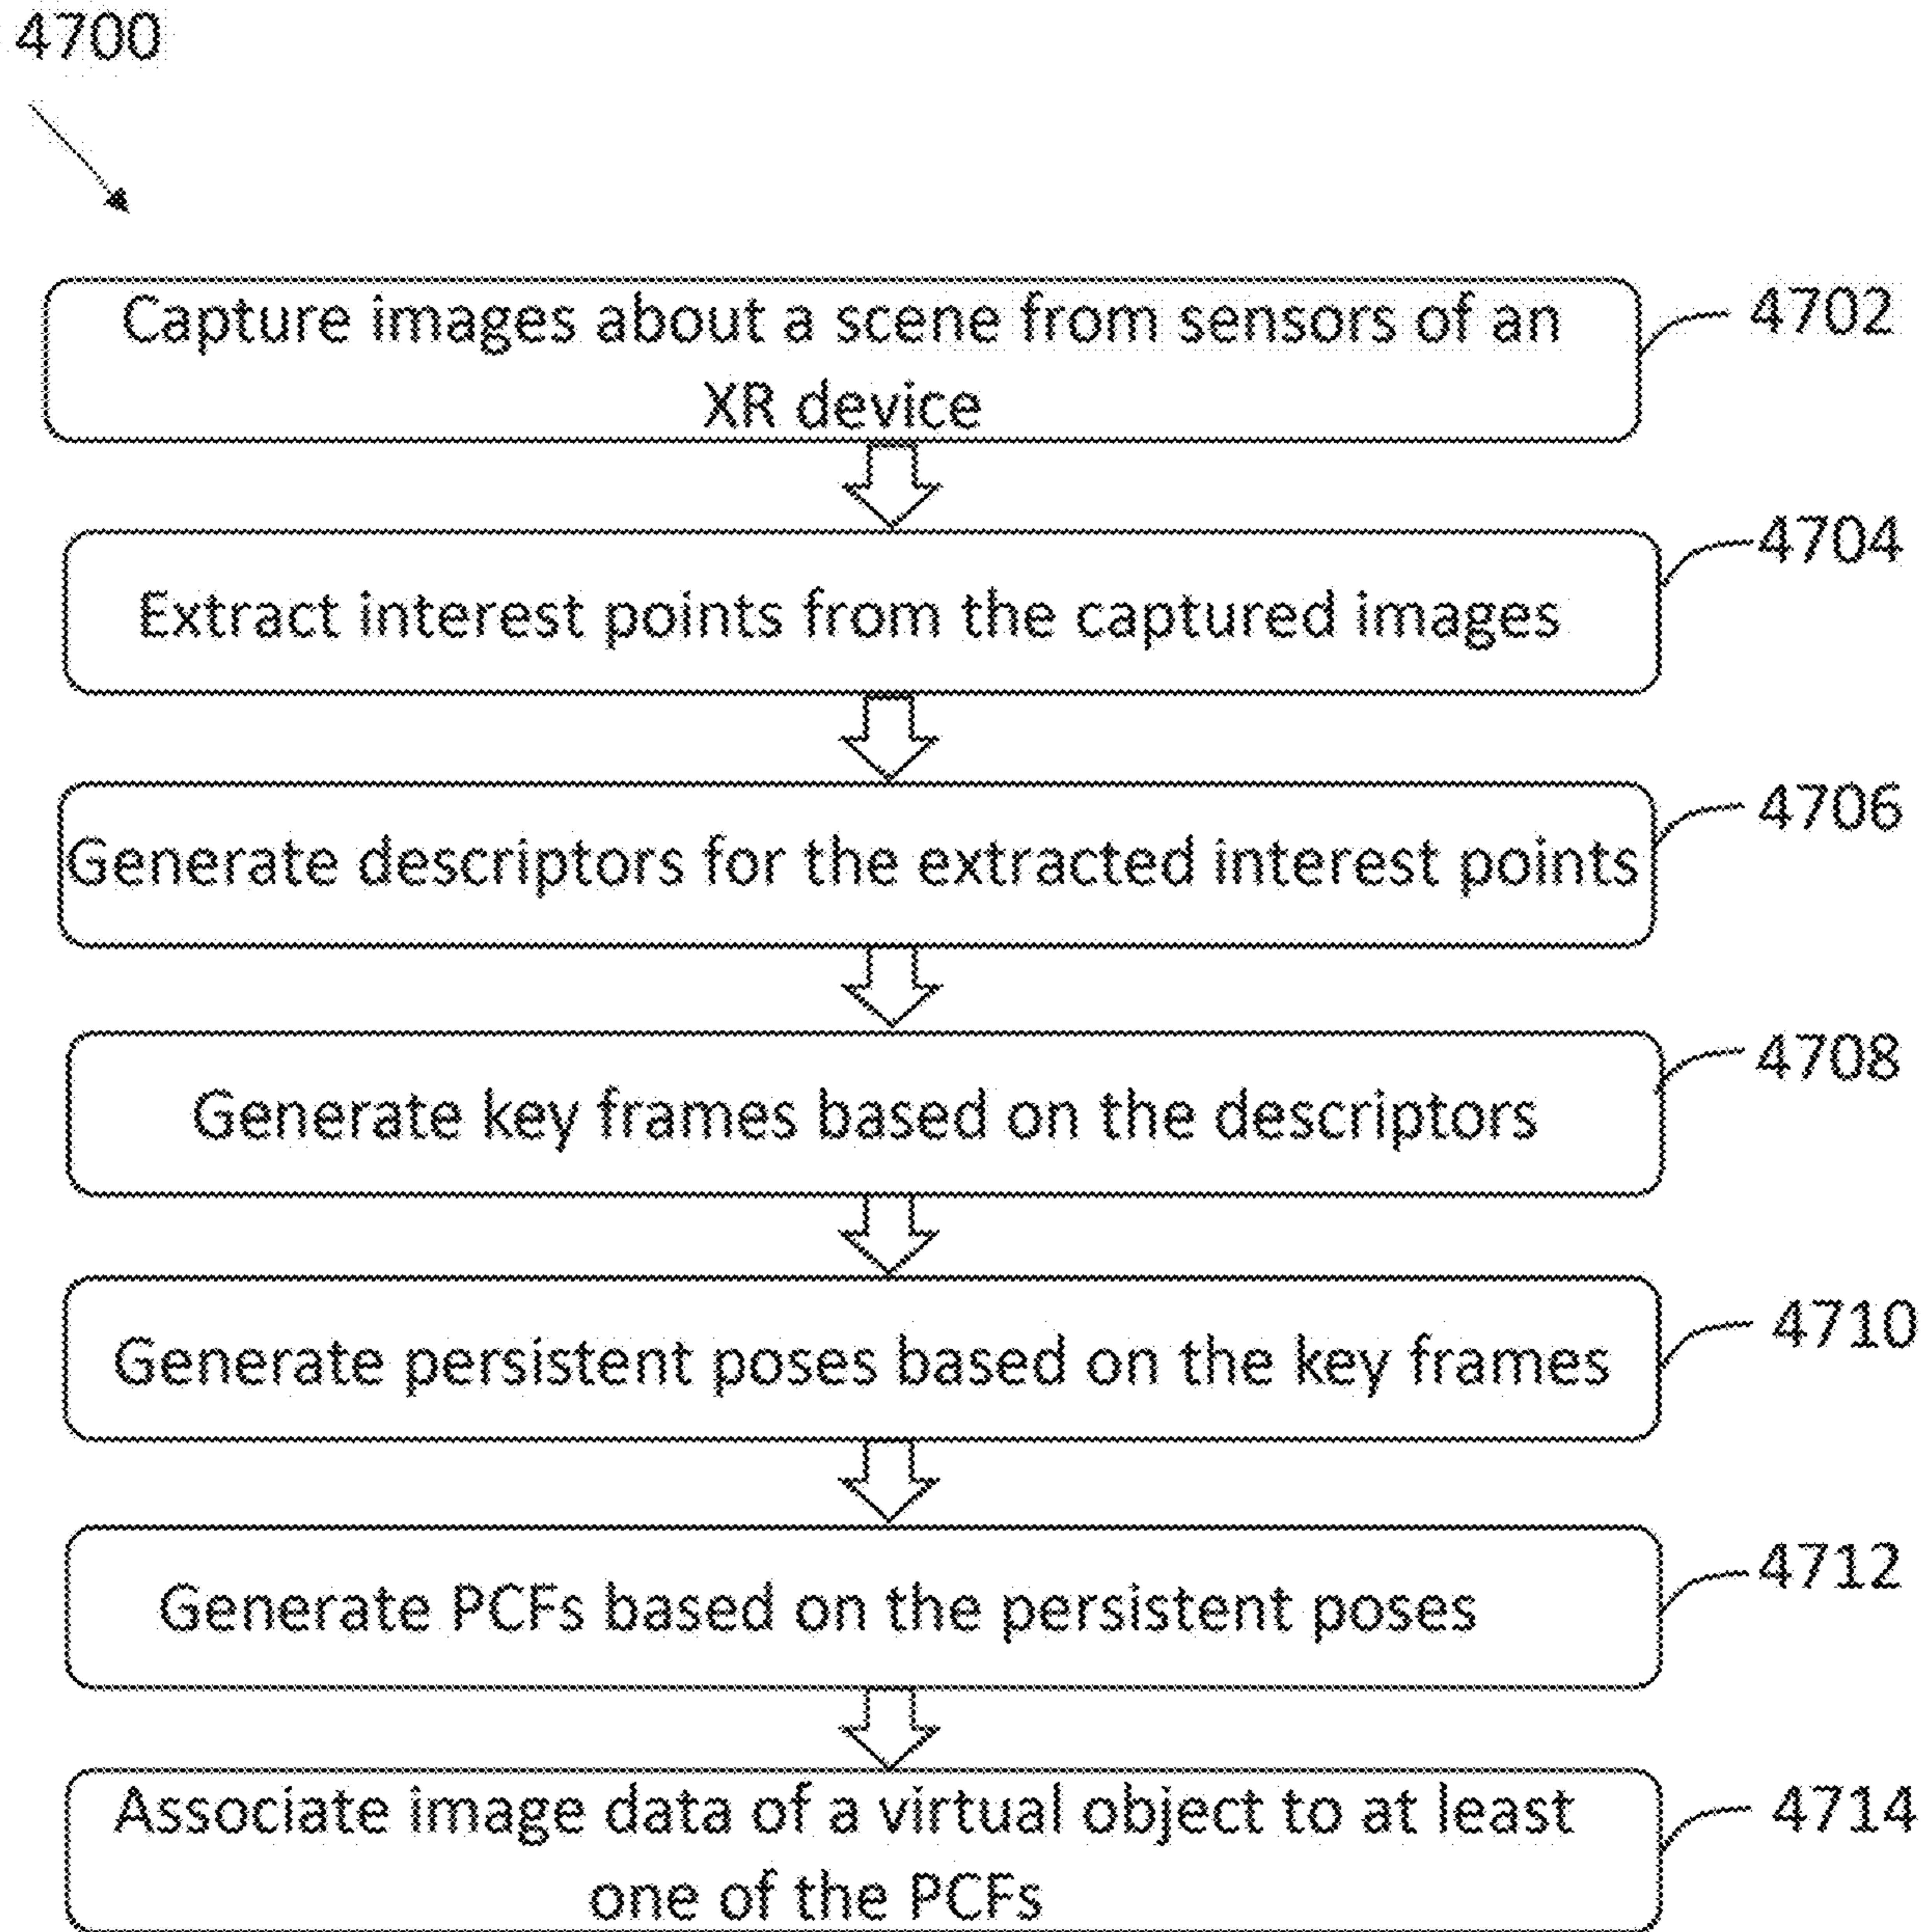 4700
Capture images about a scene from sensors of an
XR device
4702
Extract interest points from the captured images
4704
Generate descriptors for the extracted interest points
4706
Generate key frames based on the descriptors
4708
Generate persistent poses based on the key frames
4710
Generate PCFs based on the persistent poses
4712
Associate image data of a virtual object to at least
one of the PCFs
4714